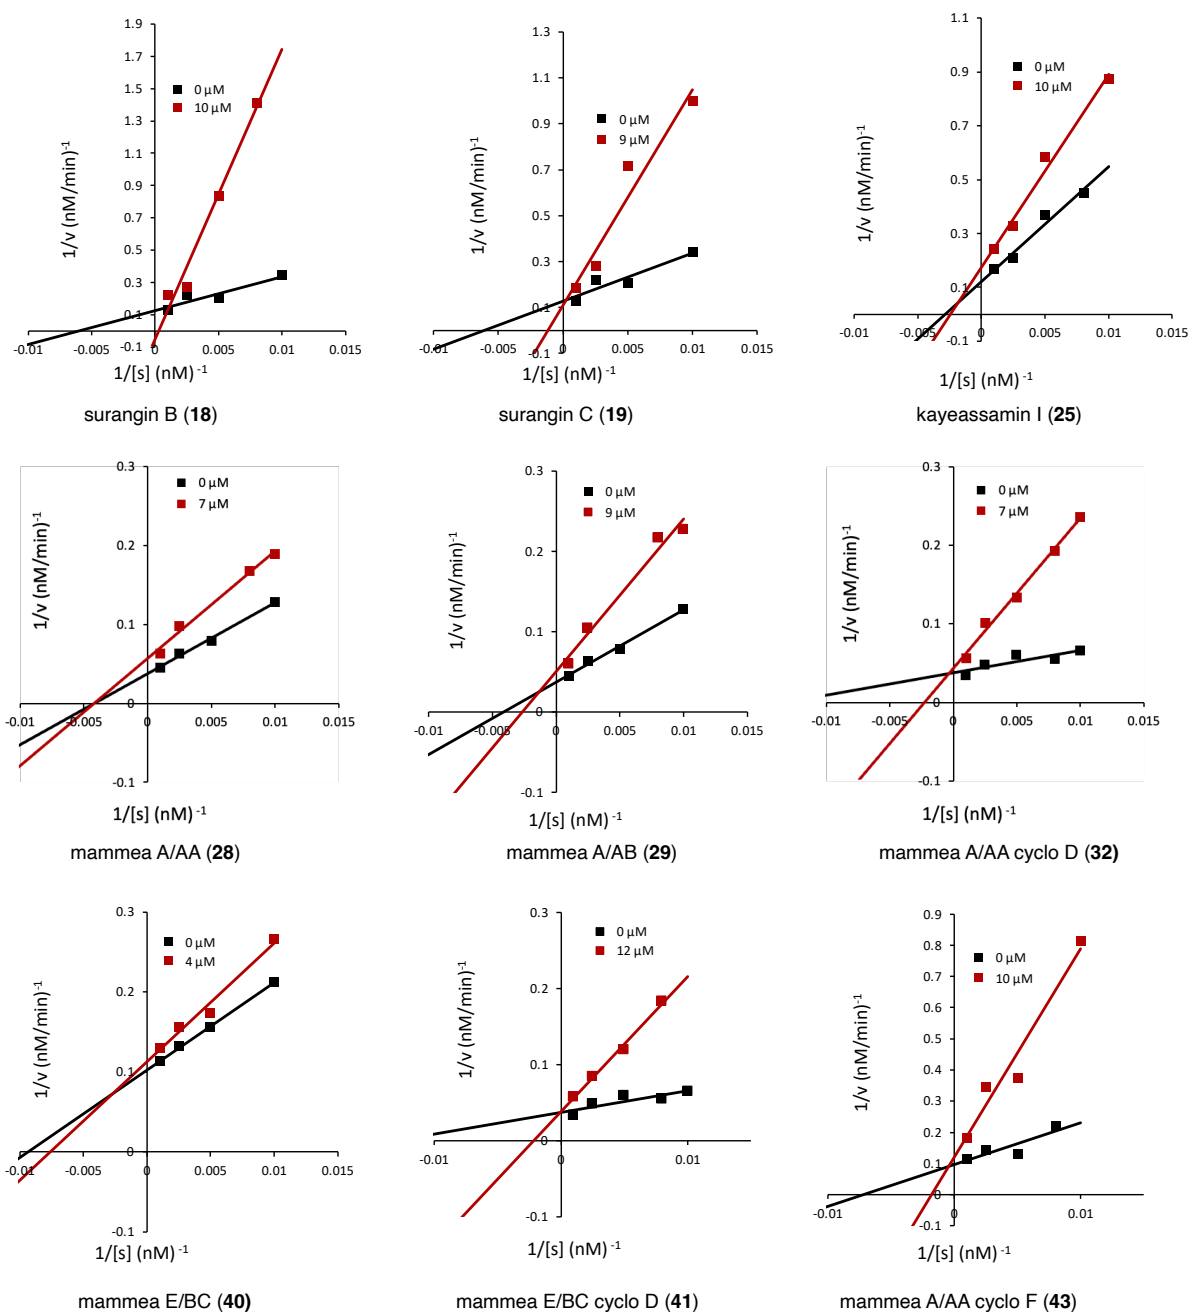 1.9
1.7
1.5
1.3
1.1
0.9
0.7
0.5
0.3
0.1
-0.1
-0.01
-0.005
0
0.005
0.01
0.015
0 µM
10 µM
1/v (nM/min)-1
1/[s] (nM) -1
surangin B (18)
1.3
1.1
0.9
0.7
0.5
0.3
0.1
-0.1
-0.01
-0.005
0
0.005
0.01
0.015
0 µM
9 µM
1/v (nM/min)-1
1/[s] (nM) -1
surangin C (19)
1.1
0.9
0.7
0.5
0.3
0.1
-0.1
-0.01
-0.005
0
0.005
0.01
0.015
0 µM
10 µM
1/v (nM/min)-1
1/[s] (nM) -1
kayeassamin I (25)
0.3
0.2
0.1
0
-0.1
-0.01
-0.005
0
0.005
0.01
0.015
0 µM
7 µM
1/v (nM/min)-1
1/[s] (nM) -1
mammea A/AA (28)
0.3
0.2
0.1
0
-0.1
-0.01
-0.005
0
0.005
0.01
0.015
0 µM
9 µM
1/v (nM/min)-1
1/[s] (nM) -1
mammea A/AB (29)
0.3
0.2
0.1
0
-0.1
-0.01
-0.005
0
0.005
0.01
0.015
0 µM
7 µM
1/v (nM/min)-1
1/[s] (nM) -1
mammea A/AA cyclo D (32)
0.3
0.2
0.1
0
-0.1
-0.01
-0.005
0
0.005
0.01
0.015
0 µM
4 µM
1/v (nM/min)-1
1/[s] (nM) -1
mammea E/BC (40)
0.3
0.2
0.1
0
-0.1
-0.01
0
0.01
0 µM
12 µM
1/v (nM/min)-1
1/[s] (nM) -1
mammea E/BC cyclo D (41)
0.9
0.8
0.7
0.6
0.5
0.4
0.3
0.2
0.1
0
-0.1
-0.01
0
0.01
0 µM
10 µM
1/v (nM/min)-1
1/[s] (nM) -1
mammea A/AA cyclo F (43)